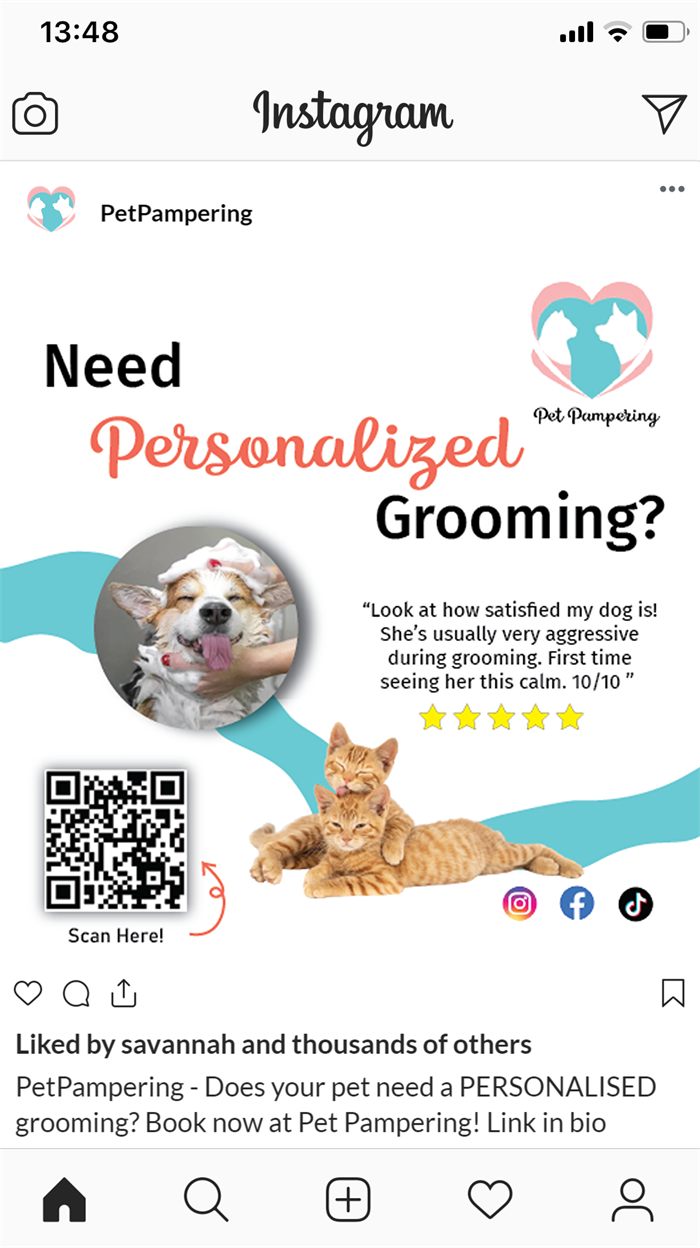 13:48
Instagram
PetPampering
Pet Pampering
Need
Personalized
Grooming?
“Look at how satisfied my dog is!
She’s usually very aggressive
during grooming. First time
seeing her this calm. 10/10 ”
Scan Here!
Liked by savannah and thousands of others
PetPampering - Does your pet need a PERSONALISED
grooming? Book now at Pet Pampering! Link in bio